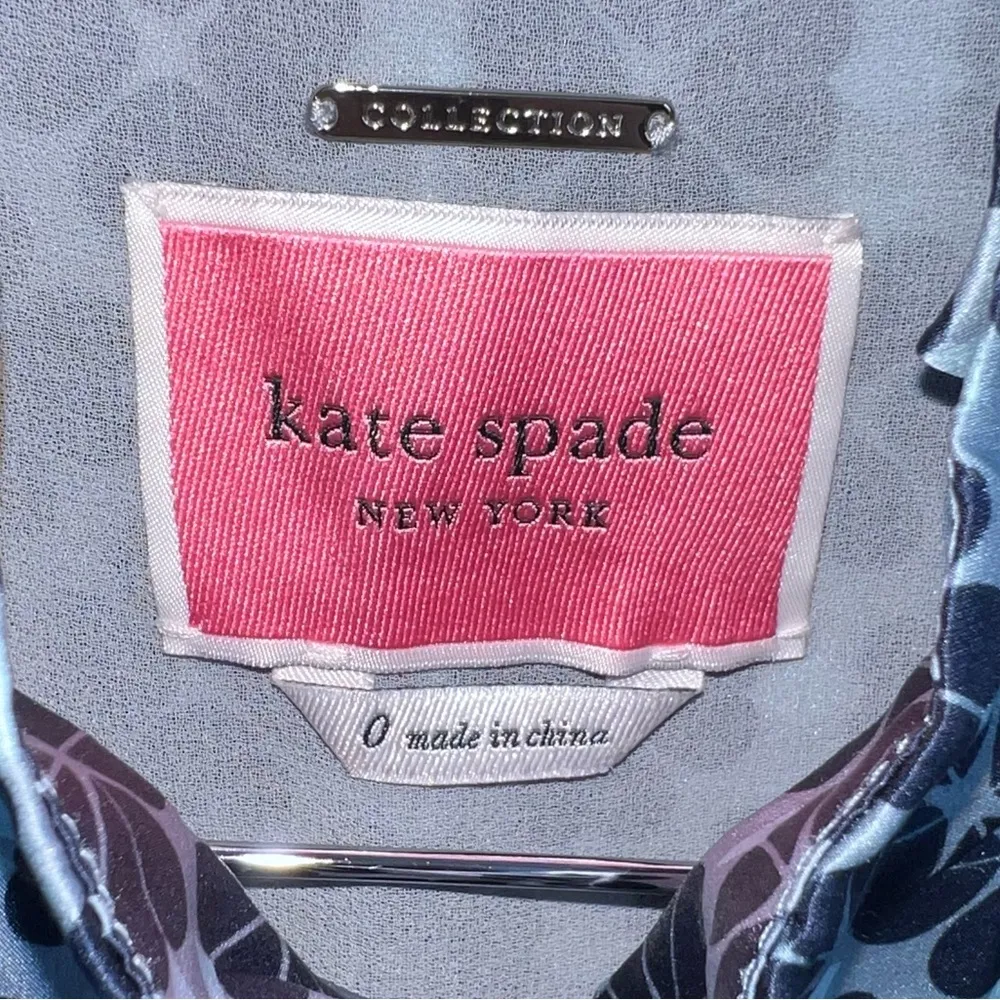 COLLECTION
kate spade
NEW YORK
0 made in china